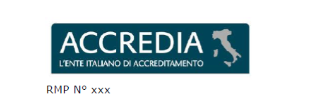 ACCREDIA
L'ENTE ITALIANO DI ACCREDITAMENTO
RMP N° xxx